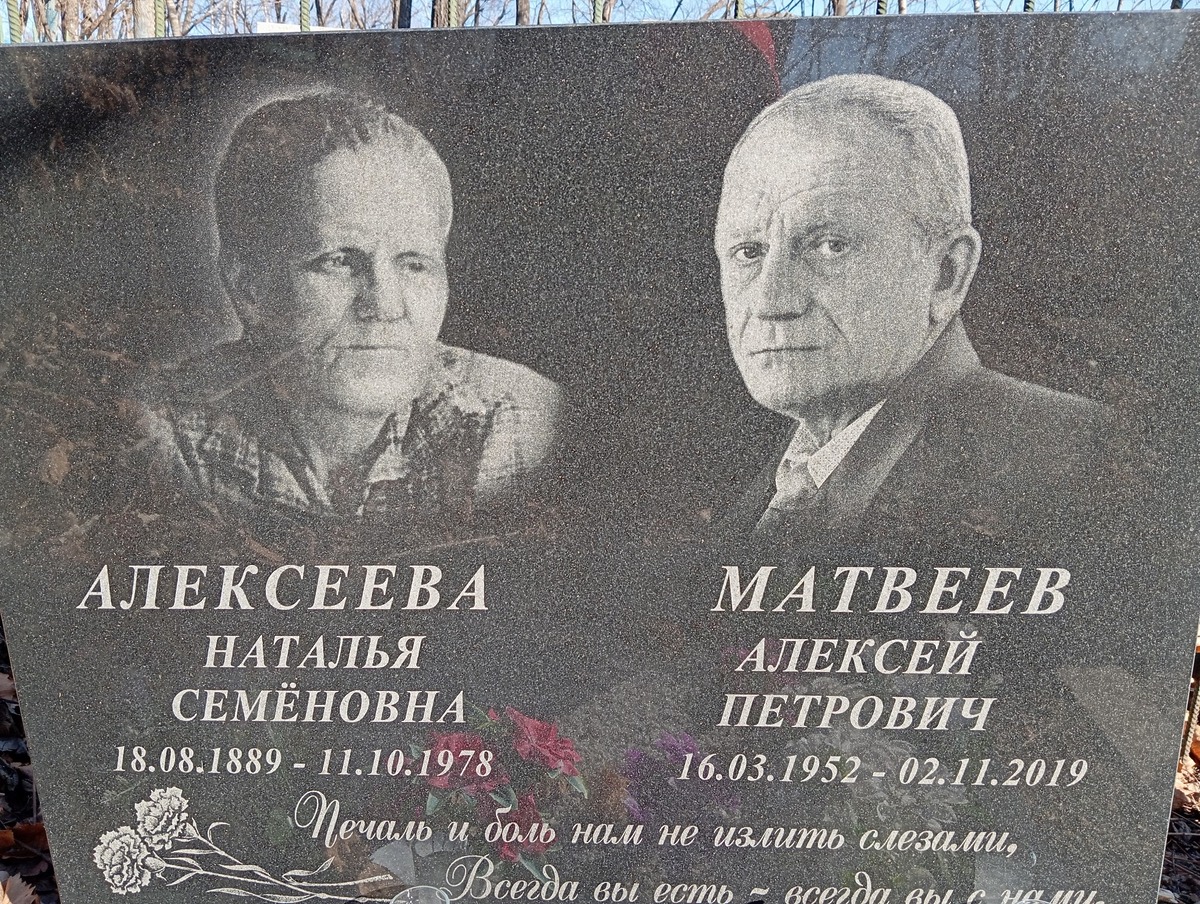 АЛЕКСЕЕВА
НАТАЛЬЯ
СЕМЁНОВНА
18.08.1889 - 11.10.1978
МАТВЕЕВ
АЛЕКСЕЙ
ПЕТРОВИЧ
16.03.1952 - 02.11.2019
Печаль и боль нам не излить слезами,
Всегда вы есть - всегда вы с нами.